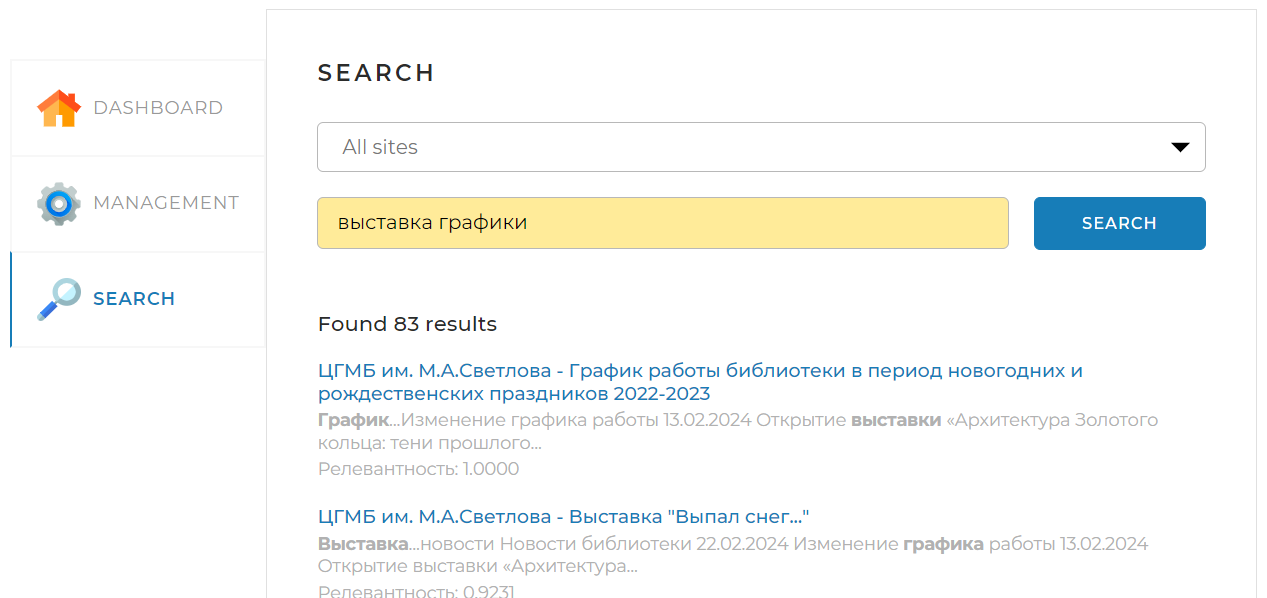 SEARCH
DASHBOARD
All sites
MANAGEMENT
выставка графики
SEARCH
SEARCH
Found 83 results
ЦГМБ им. М.А.Светлова - График работы библиотеки в период новогодних и
рождественских праздников 2022-2023
График...Изменение графика работы 13.02.2024 Открытие выставки «Архитектура Золотого
кольца: тени прошлого...
Релевантность: 1.0000
ЦГМБ им. М.А.Светлова - Выставка "Выпал снег..."
Выставка...новости Новости библиотеки 22.02.2024 Изменение графика работы 13.02.2024
Открытие выставки «Архитектура...
Релевантность: 0.9231